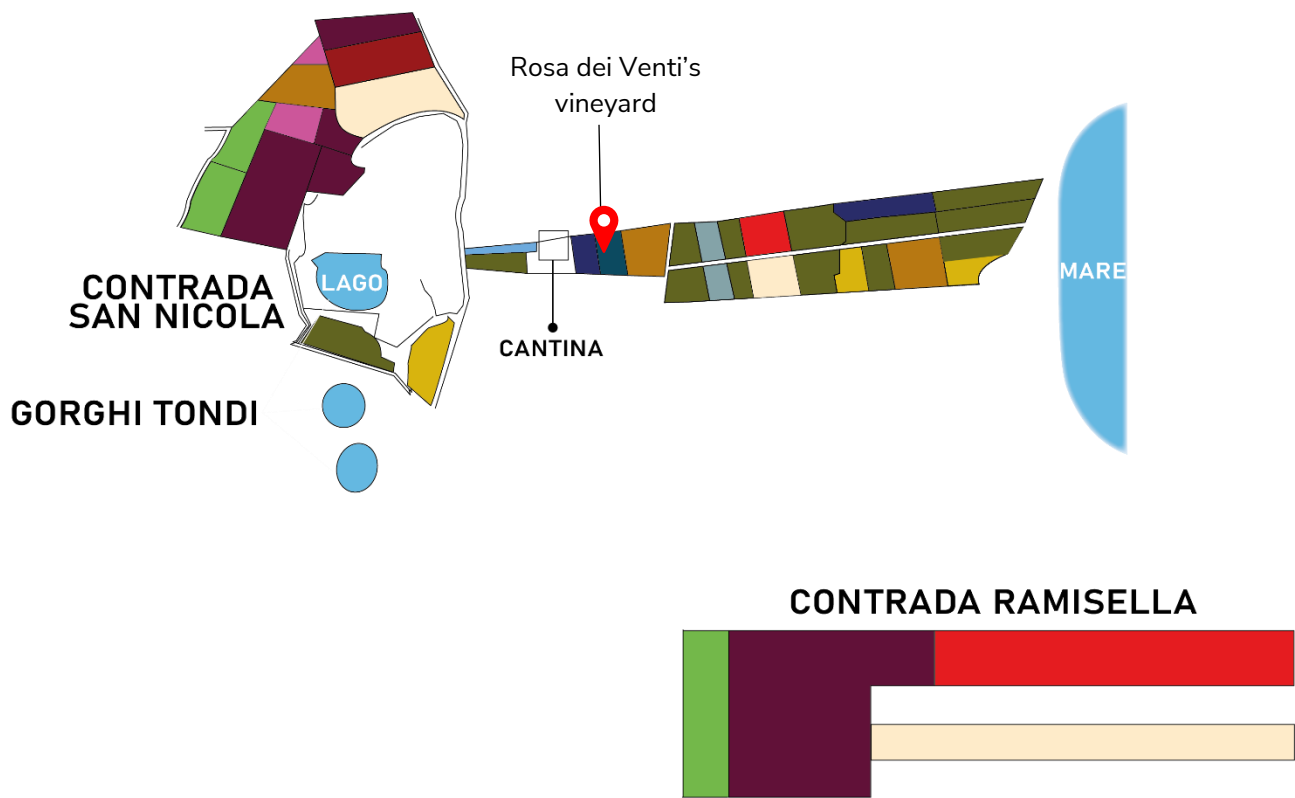 Rosa dei Venti's
vineyard
MARE
LAGO
CONTRADA
SAN NICOLA
CANTINA
GORGHI TONDI
CONTRADA RAMISELLA